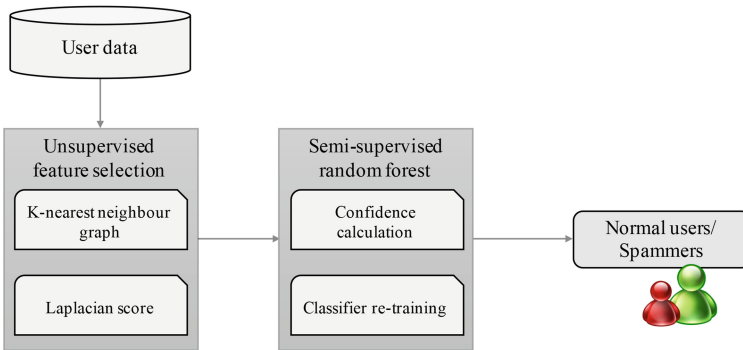 User data
Unsupervised
feature selection
K-nearest neighbour
graph
Laplacian score
Semi-supervised
random forest
Confidence
calculation
Classifier re-training
Normal users/
Spammers